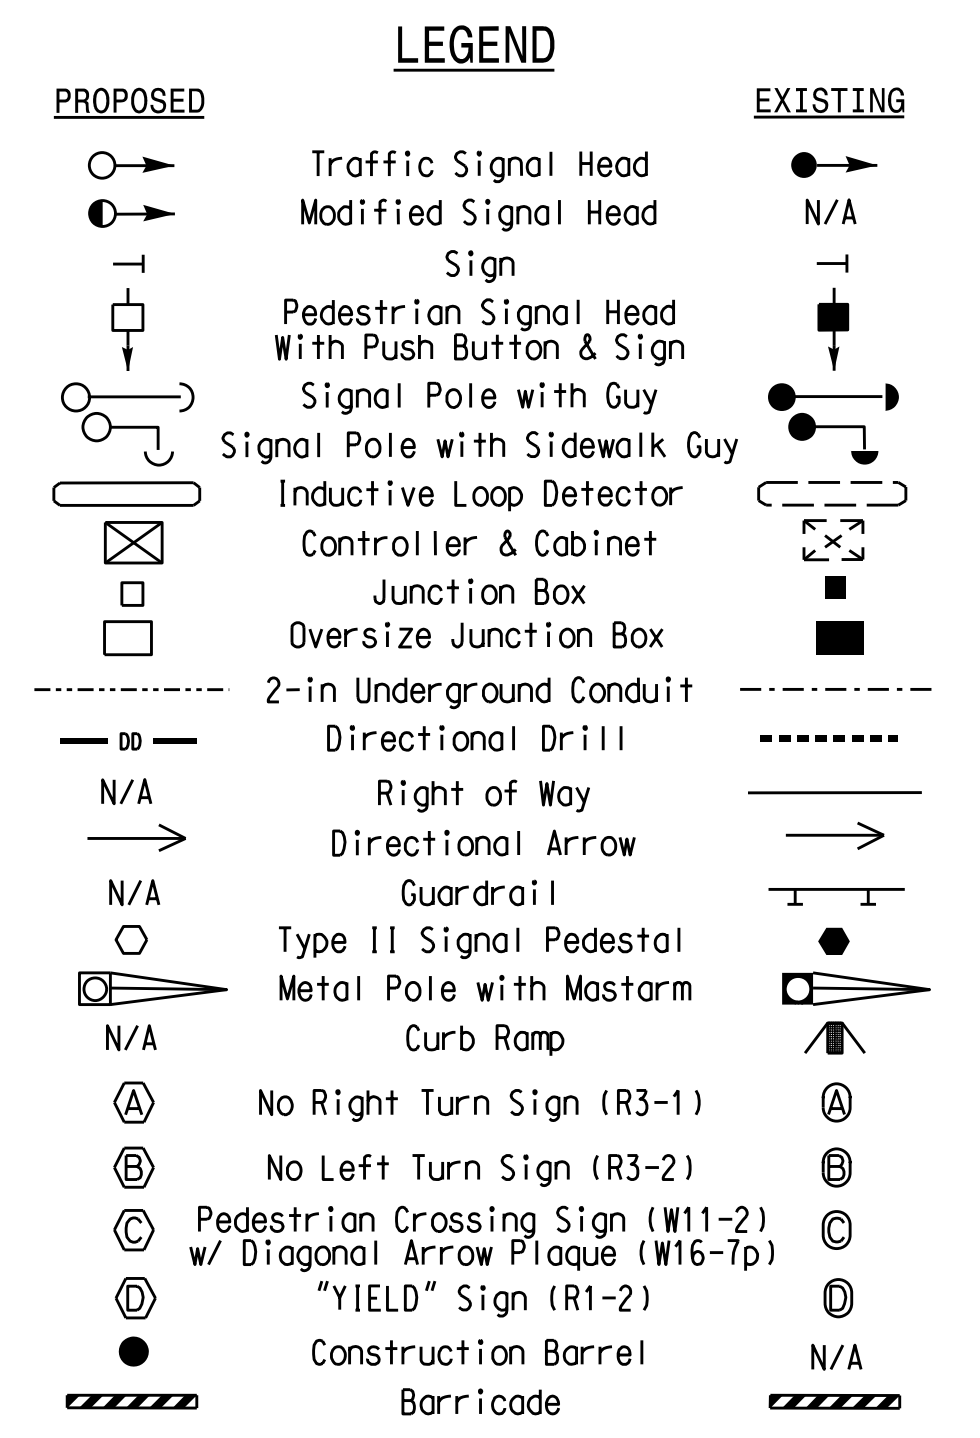 LEGEND
PROPOSED EXISTING
Traffic Signal Head
Modified Signal Head N/A
Sign
Pedestrian Signal Head
With Push Button & Sign
Signal Pole with Guy
Signal Pole with Sidewalk Guy
Inductive Loop Detector
Controller & Cabinet
Junction Box
Oversize Junction Box
2-in Underground Conduit
DD Directional Drill
N/A Right of Way
Directional Arrow
N/A Guardrail
Type II Signal Pedestal
Metal Pole with Mastarm
N/A Curb Ramp
A No Right Turn Sign (R3-1) A
B No Left Turn Sign (R3-2) B
C Pedestrian Crossing Sign (W11-2) C
w/ Diagonal Arrow Plaque (W16-7p)
D "YIELD" Sign (R1-2) D
Construction Barrel N/A
Barricade